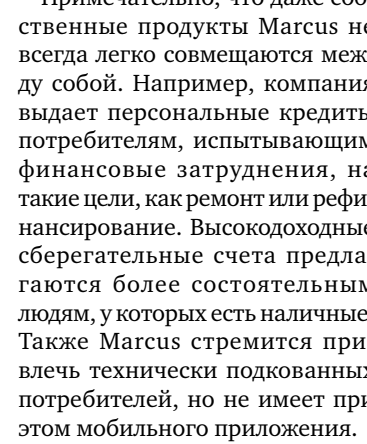 Примечательно, что даже соб
ственные продукты Marcus не
всегда легко совмещаются меж
ду собой. Например, компания
выдает персональные кредиты
потребителям, испытывающим
финансовые затруднения, на
такие цели, как ремонт или рефи
нансирование. Высокодоходные
сберегательные счета предла
гаются более состоятельным
людям, у которых есть наличные.
Также Marcus стремится при
влечь технически подкованных
потребителей, но не имеет при
этом мобильного приложения.